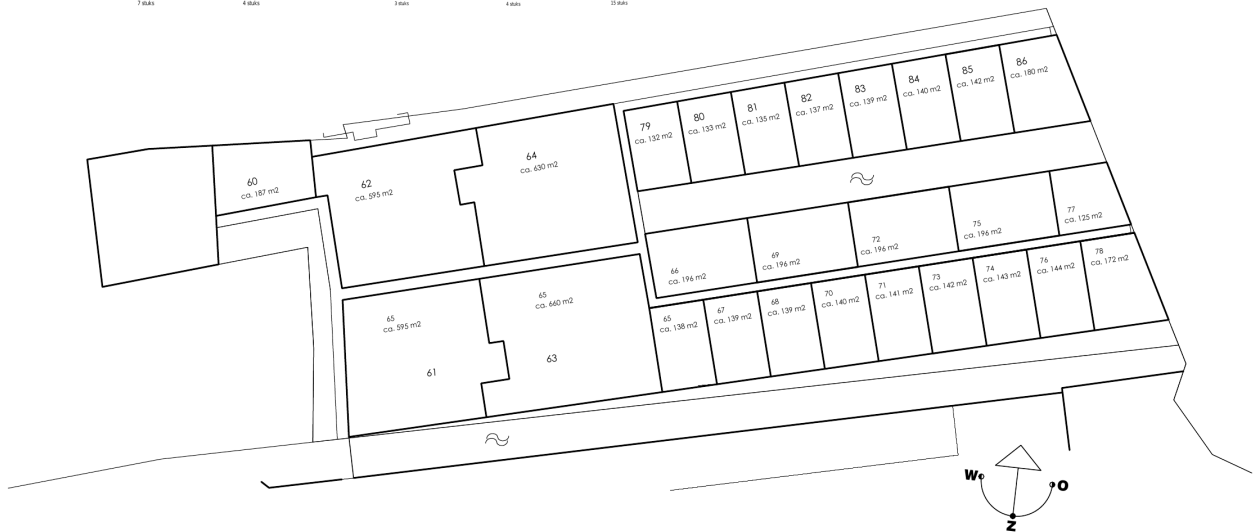 7 stuks
4 stuks
3 stuks
4 stuks
15 stuks
60
ca. 187 m2
62
ca. 595 m2
64
ca. 630 m2
79
ca. 132 m2
80
ca. 133 m2
81
ca. 135 m2
82
ca. 137 m2
83
ca. 139 m2
84
ca. 140 m2
85
ca. 142 m2
86
ca. 180 m2
66
ca. 196 m2
69
ca. 196 m2
72
ca. 196 m2
75
ca. 196 m2
77
ca. 125 m2
65
ca. 595 m2
61
65
ca. 660 m2
63
65
ca. 138 m2
67
ca. 139 m2
68
ca. 139 m2
70
ca. 140 m2
71
ca. 141 m2
73
ca. 142 m2
74
ca. 143 m2
76
ca. 144 m2
78
ca. 172 m2
W
O
Z